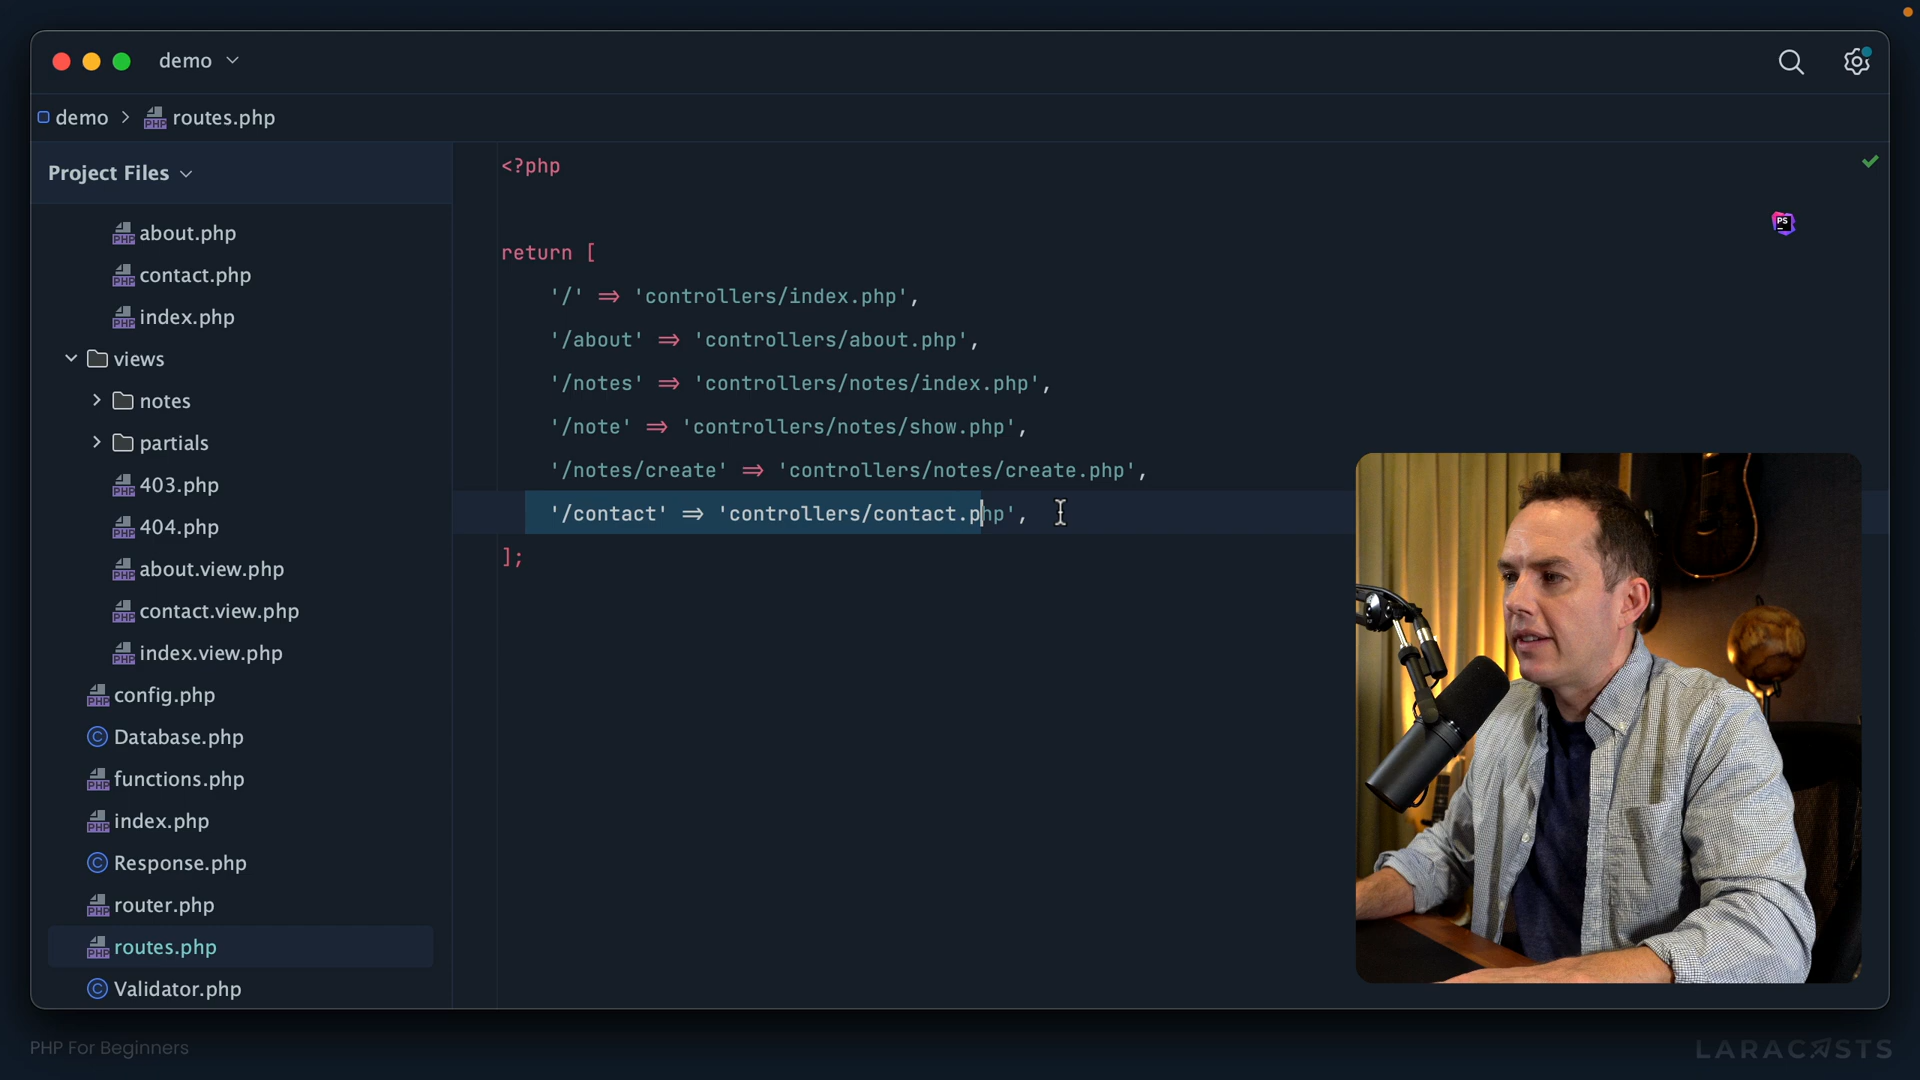 demo
demo > routes.php
Project Files
about.php
contact.php
index.php
views
notes
partials
403.php
404.php
about.view.php
contact.view.php
index.view.php
config.php
Database.php
functions.php
index.php
Response.php
router.php
routes.php
Validator.php
<?php
return [
'/' => 'controllers/index.php',
'/about' => 'controllers/about.php',
'/notes' => 'controllers/notes/index.php',
'/note' => 'controllers/notes/show.php',
'/notes/create' => 'controllers/notes/create.php',
'/contact' => 'controllers/contact.php',
];
PS
PHP For Beginners
LARACASTS